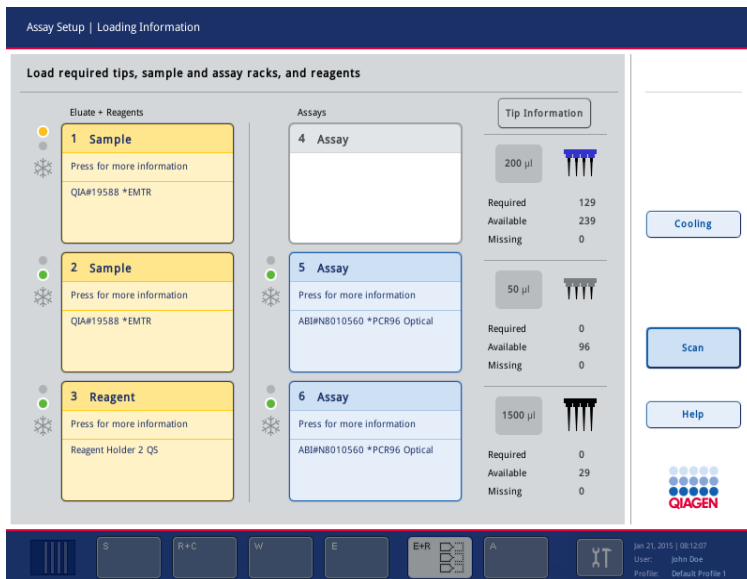 Assay Setup | Loading Information
Load required tips, sample and assay racks, and reagents
Eluate + Reagents
Assays
Tip Information
1 Sample
Press for more information
QIA#19588 *EMTR
4 Assay
200 µl
Required 129
Available 239
Missing 0
Cooling
2 Sample
Press for more information
QIA#19588 *EMTR
5 Assay
Press for more information
ABI#N8010560 *PCR96 Optical
50 µl
Required 0
Available 96
Missing 0
Scan
3 Reagent
Press for more information
Reagent Holder 2 QS
6 Assay
Press for more information
ABI#N8010560 *PCR96 Optical
1500 µl
Required 0
Available 29
Missing 0
Help
QIAGEN
S
R+C
W
E
E+R
A
Jan 21, 2015 | 08:12:07
User: John Doe
Profile: Default Profile 1